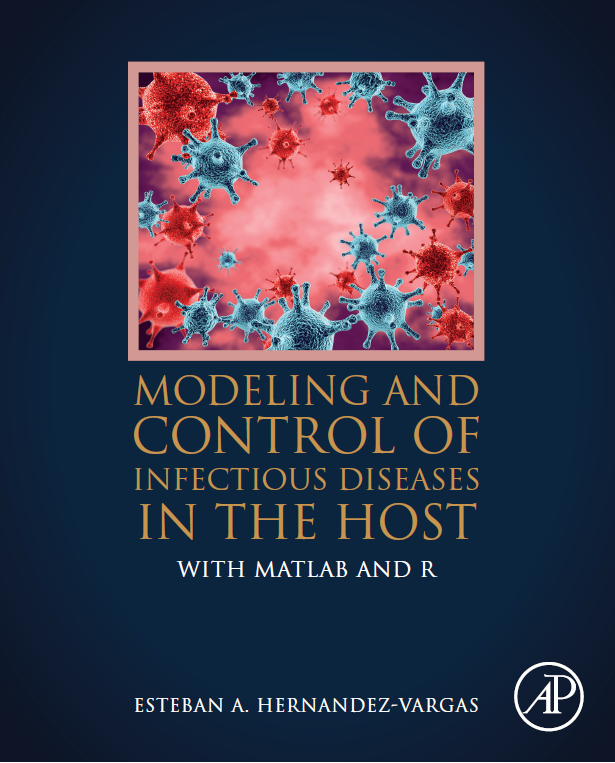 MODELING AND
CONTROL OF
INFECTIOUS DISEASES
IN THE HOST
WITH MATLAB AND R
ESTEBAN A. HERNANDEZ-VARGAS
AP